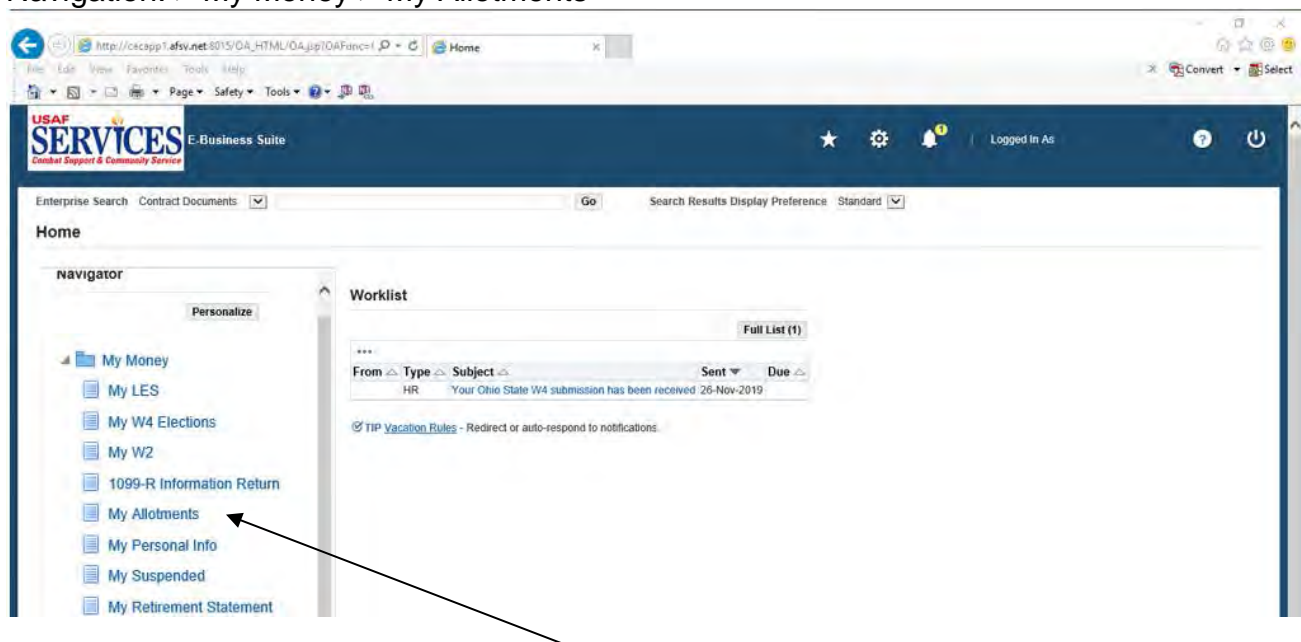 Navigation: > My Money > My Allotments
http://cecapp1.afsv.net:8015/OA_HTML/OA.jsp?OAFunc=(
Home
File Edit View Favorites Tools Help
Convert Select
Page Safety Tools
USAF
SERVICES
Combat Support & Community Service
E-Business Suite
1
Logged In As
Enterprise Search Contract Documents Go Search Results Display Preference Standard
Home
Navigator
Personalize
My Money
My LES
My W4 Elections
My W2
1099-R Information Return
My Allotments
My Personal Info
My Suspended
My Retirement Statement
Worklist
Full List (1)
...
From Type Subject Sent Due
HR Your Ohio State W4 submission has been received 26-Nov-2019
TIP Vacation Rules - Redirect or auto-respond to notifications.